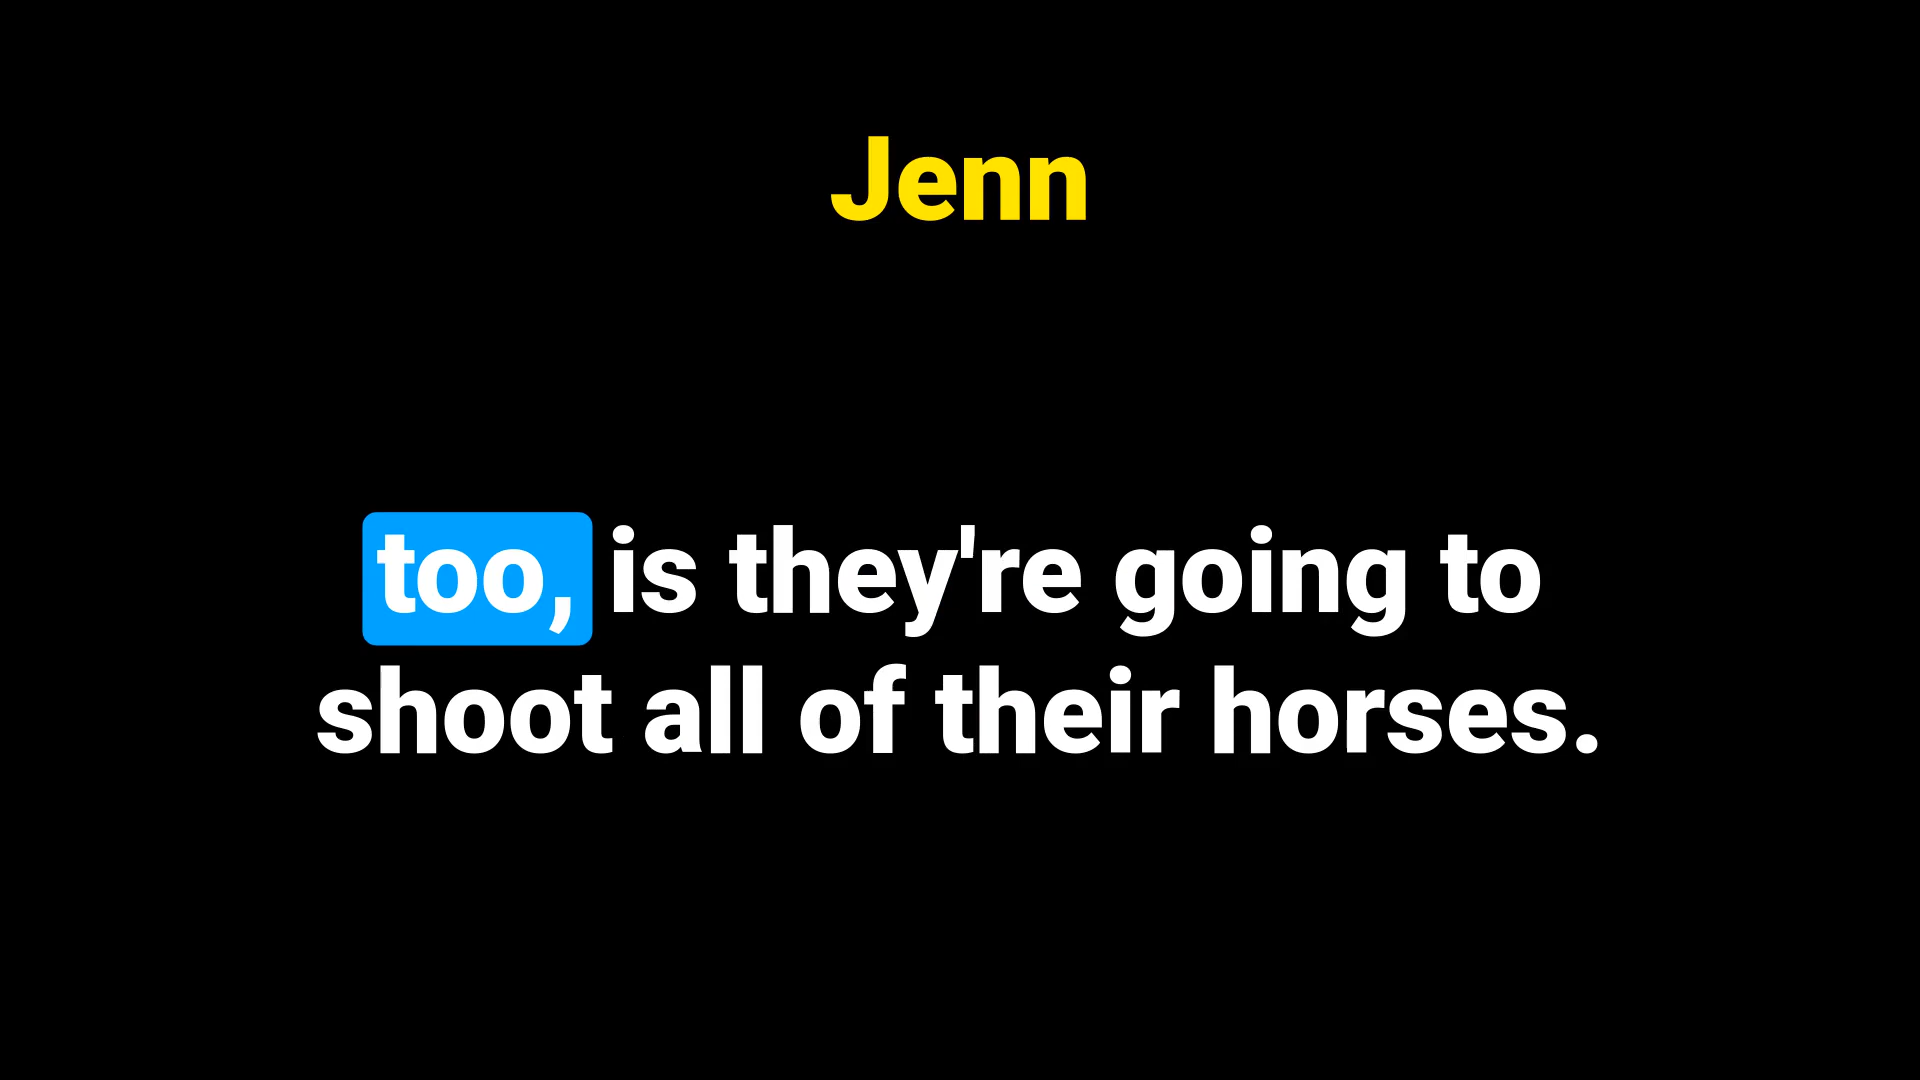 Jenn
too, is they're going to
shoot all of their horses.